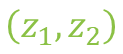 (z₁, z₂)